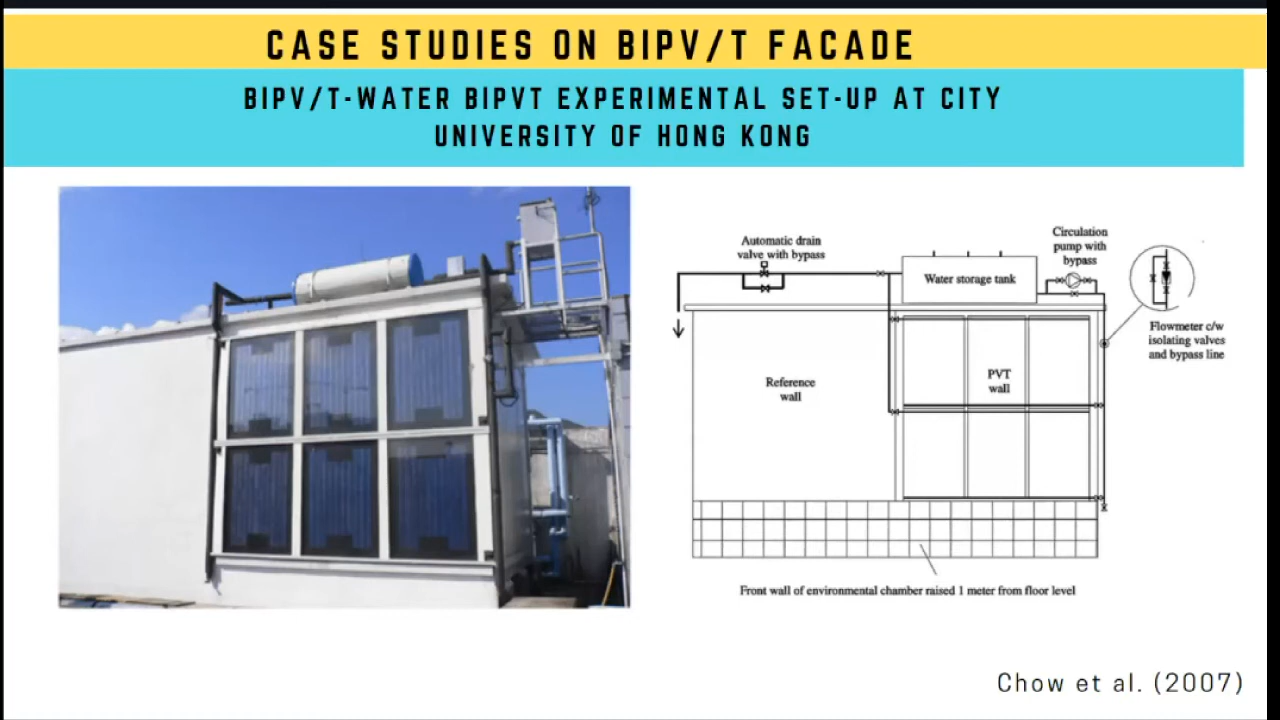 CASE STUDIES ON BIPV/T FACADE
BIPV/T-WATER BIPVT EXPERIMENTAL SET-UP AT CITY
UNIVERSITY OF HONG KONG
Automatic drain
valve with bypass
Water storage tank
Circulation
pump with
bypass
Flowmeter c/w
isolating valves
and bypass line
Reference
wall
PVT
wall
Front wall of environmental chamber raised 1 meter from floor level
Chow et al. (2007)